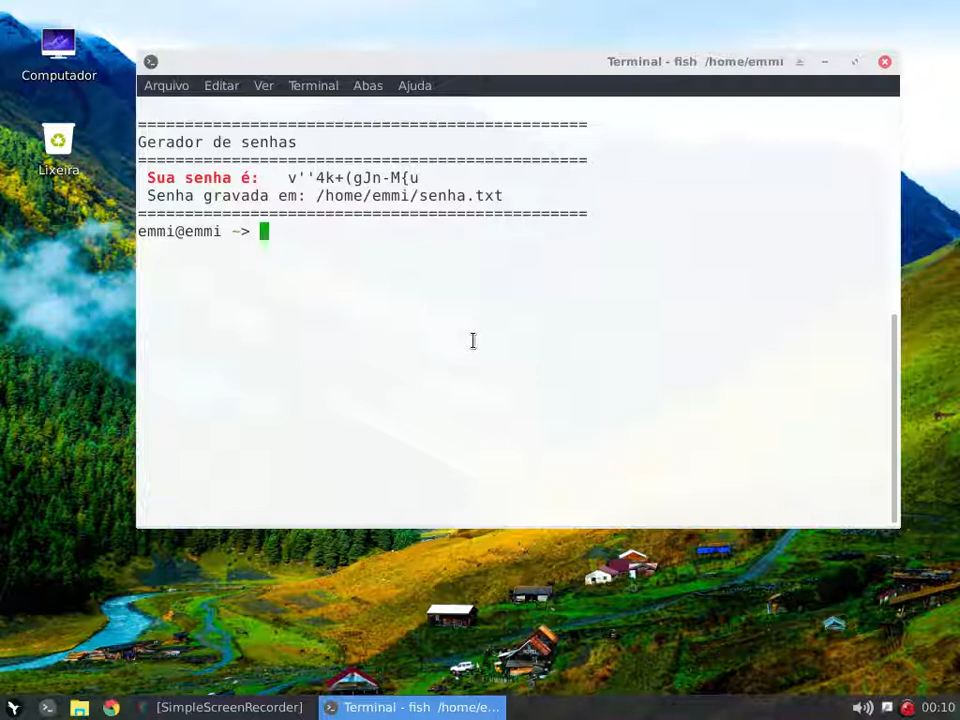 Computador
Lixeira
Terminal - fish /home/emmi
Arquivo Editar Ver Terminal Abas Ajuda
================================================
Gerador de senhas
================================================
Sua senha é: v''4k+(gJn-M{u
Senha gravada em: /home/emmi/senha.txt
================================================
emmi@emmi ~>
[SimpleScreenRecorder]
Terminal - fish /home/e...
00:10